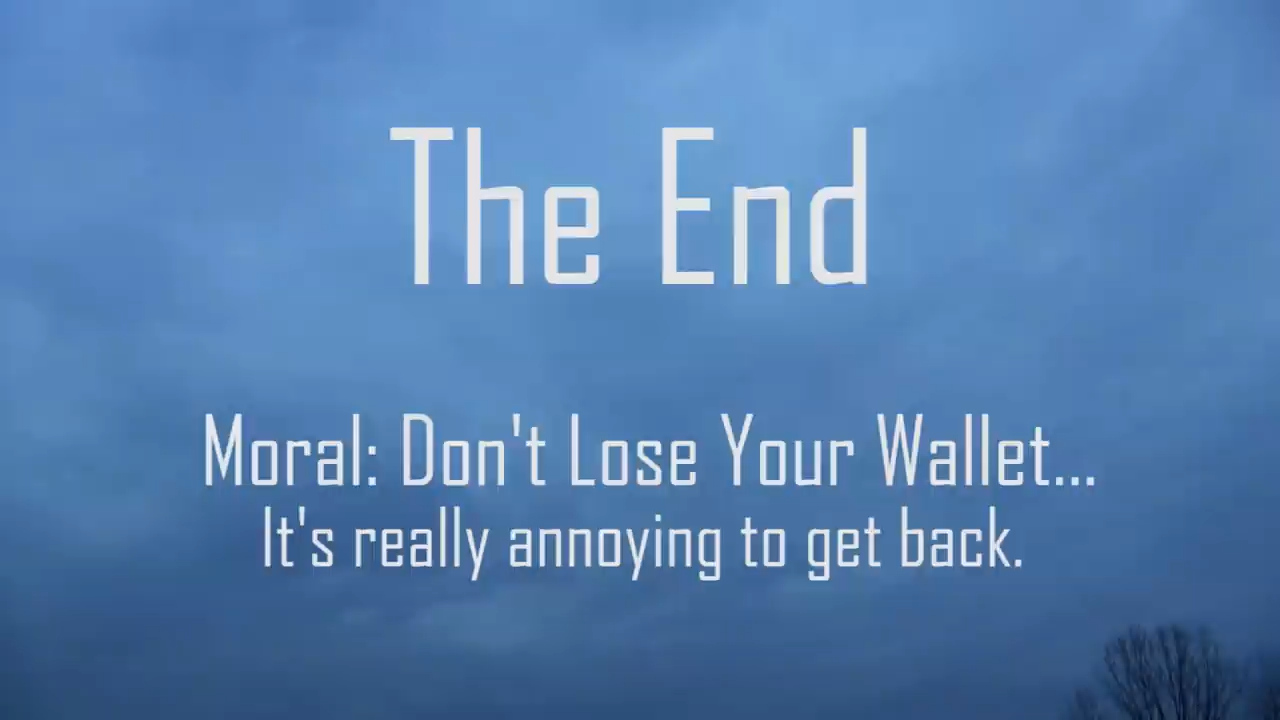 The End
Moral: Don't Lose Your Wallet...
It's really annoying to get back.